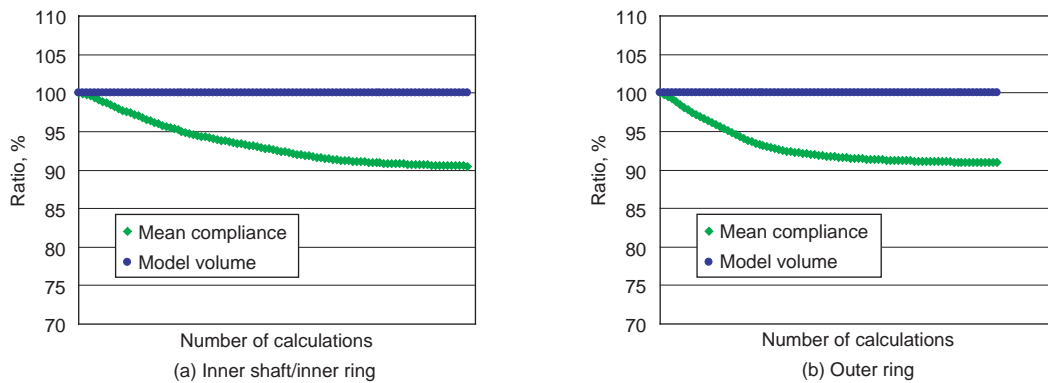 110
105
100
95
90
85
80
75
70
Ratio, %
Mean compliance
Model volume
Number of calculations
(a) Inner shaft/inner ring
110
105
100
95
90
85
80
75
70
Ratio, %
Mean compliance
Model volume
Number of calculations
(b) Outer ring